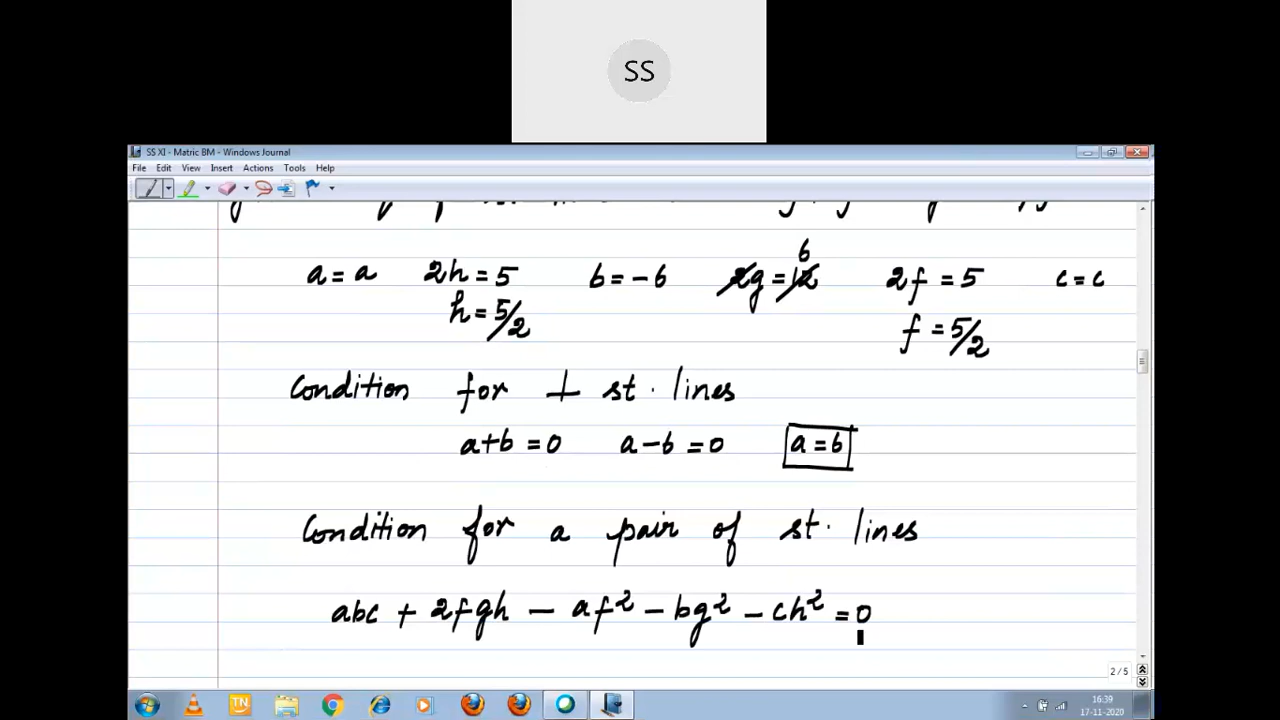 SS
SS XI - Matric BM - Windows Journal
File Edit View Insert Actions Tools Help
6
a = a 2h = 5 b = -6 2g = 12 2f = 5 c = c
h = 5/2 f = 5/2
Condition for ⊥ st. lines
a+b = 0 a-6 = 0 a = 6
Condition for a pair of st. lines
abc + 2fgh - af² - bg² - ch² = 0
2/5
TN
16:39
17-11-2020